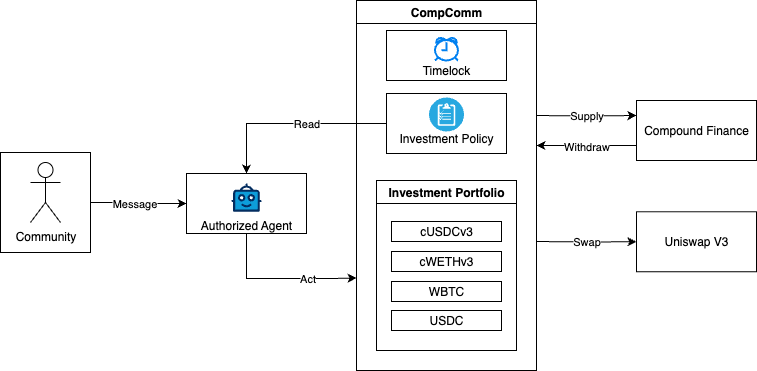 CompComm
Timelock
Investment Policy
Read
Supply
Compound Finance
Withdraw
Community
Message
Authorized Agent
Act
Investment Portfolio
cUSDCv3
cWETHv3
WBTC
USDC
Swap
Uniswap V3